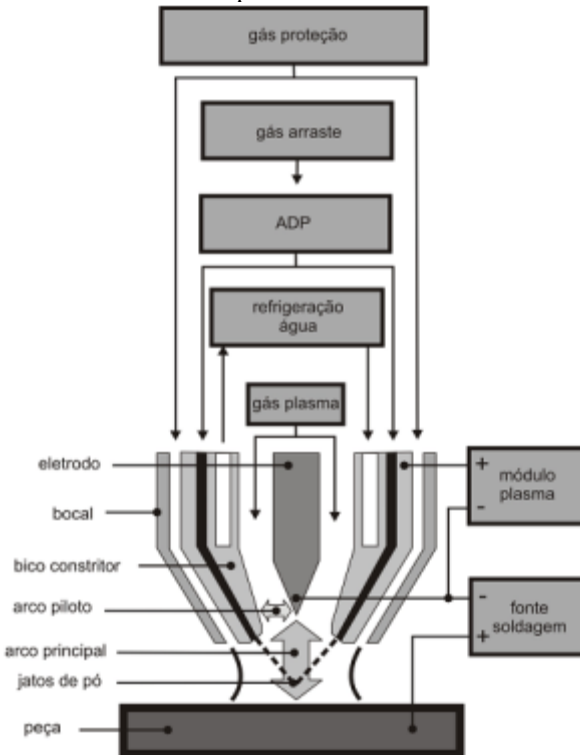 gás proteção
gás arraste
ADP
refrigeração
água
gás plasma
eletrodo
bocal
bico constritor
arco piloto
arco principal
jatos de pó
peça
+
módulo
plasma
-
-
fonte
soldagem
+